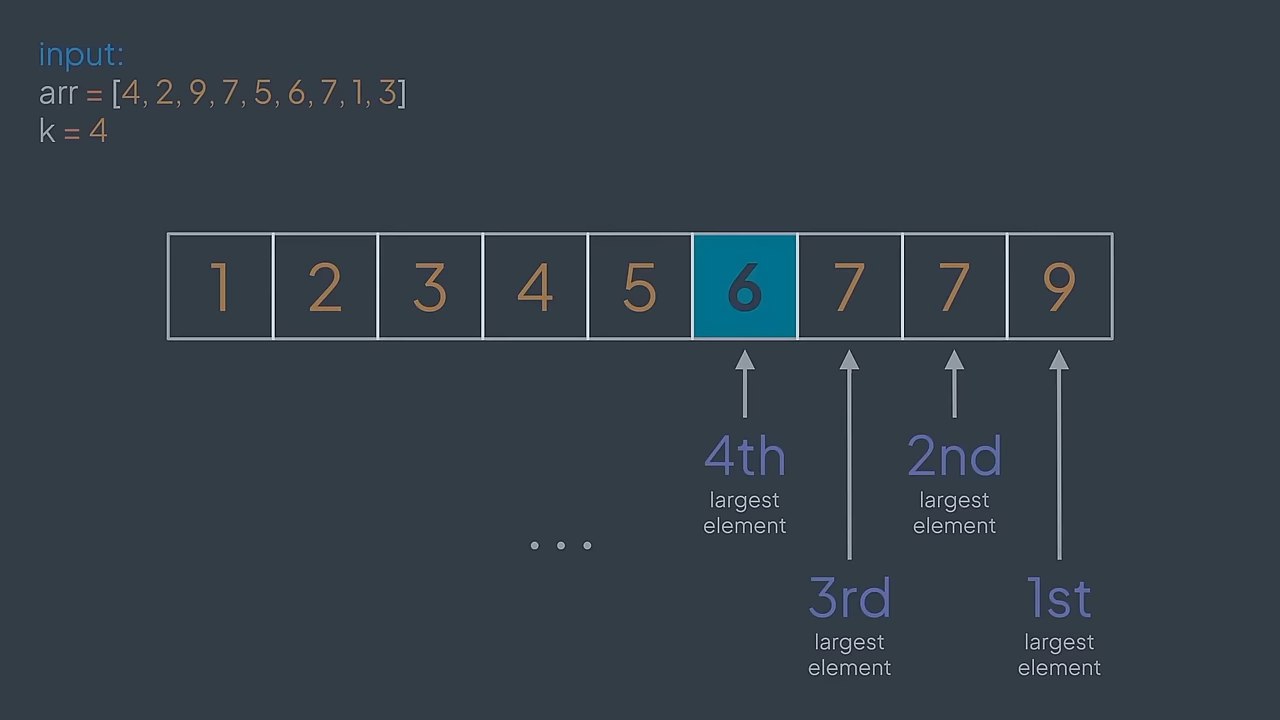 input:
arr = [4, 2, 9, 7, 5, 6, 7, 1, 3]
k = 4
1 2 3 4 5 6 7 7 9
4th
largest
element
2nd
largest
element
...
3rd
largest
element
1st
largest
element